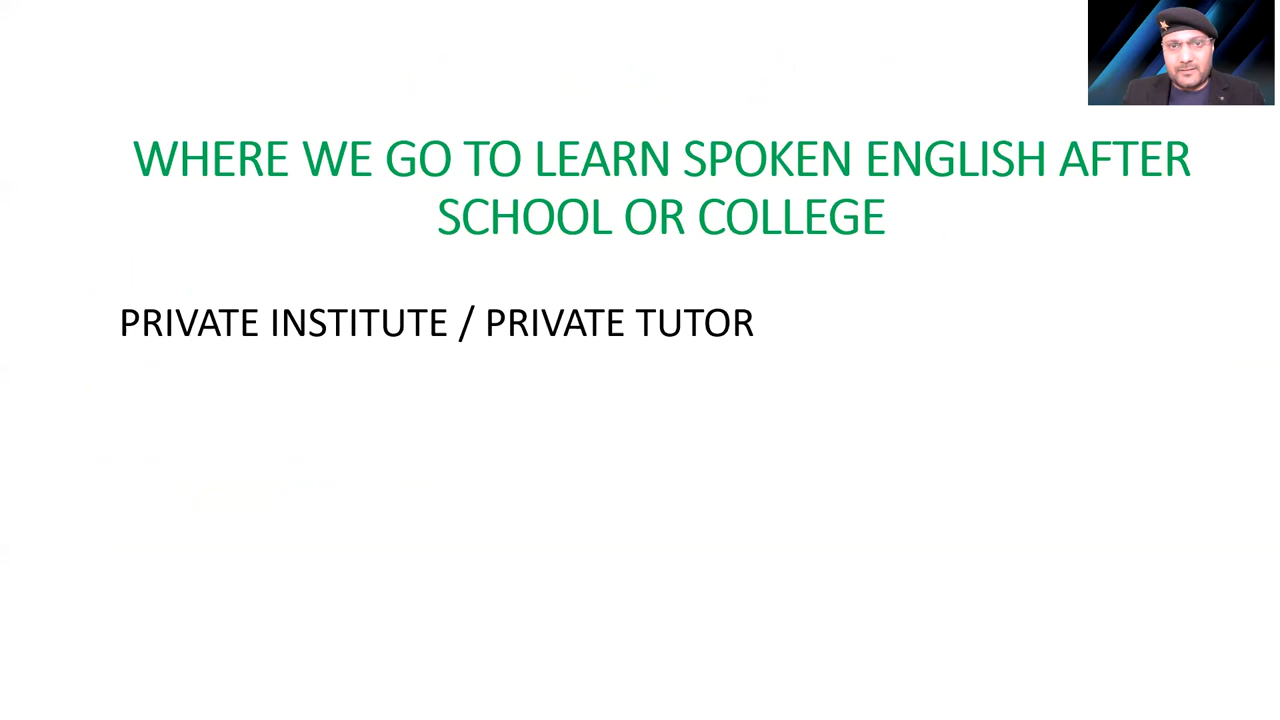 WHERE WE GO TO LEARN SPOKEN ENGLISH AFTER
SCHOOL OR COLLEGE
PRIVATE INSTITUTE / PRIVATE TUTOR